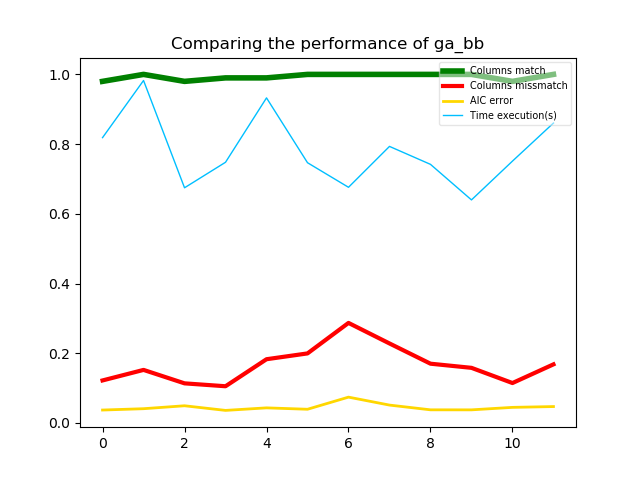 Comparing the performance of ga_bb
1.0
0.8
0.6
0.4
0.2
0.0
Columns match
Columns missmatch
AIC error
Time execution(s)
0 2 4 6 8 10